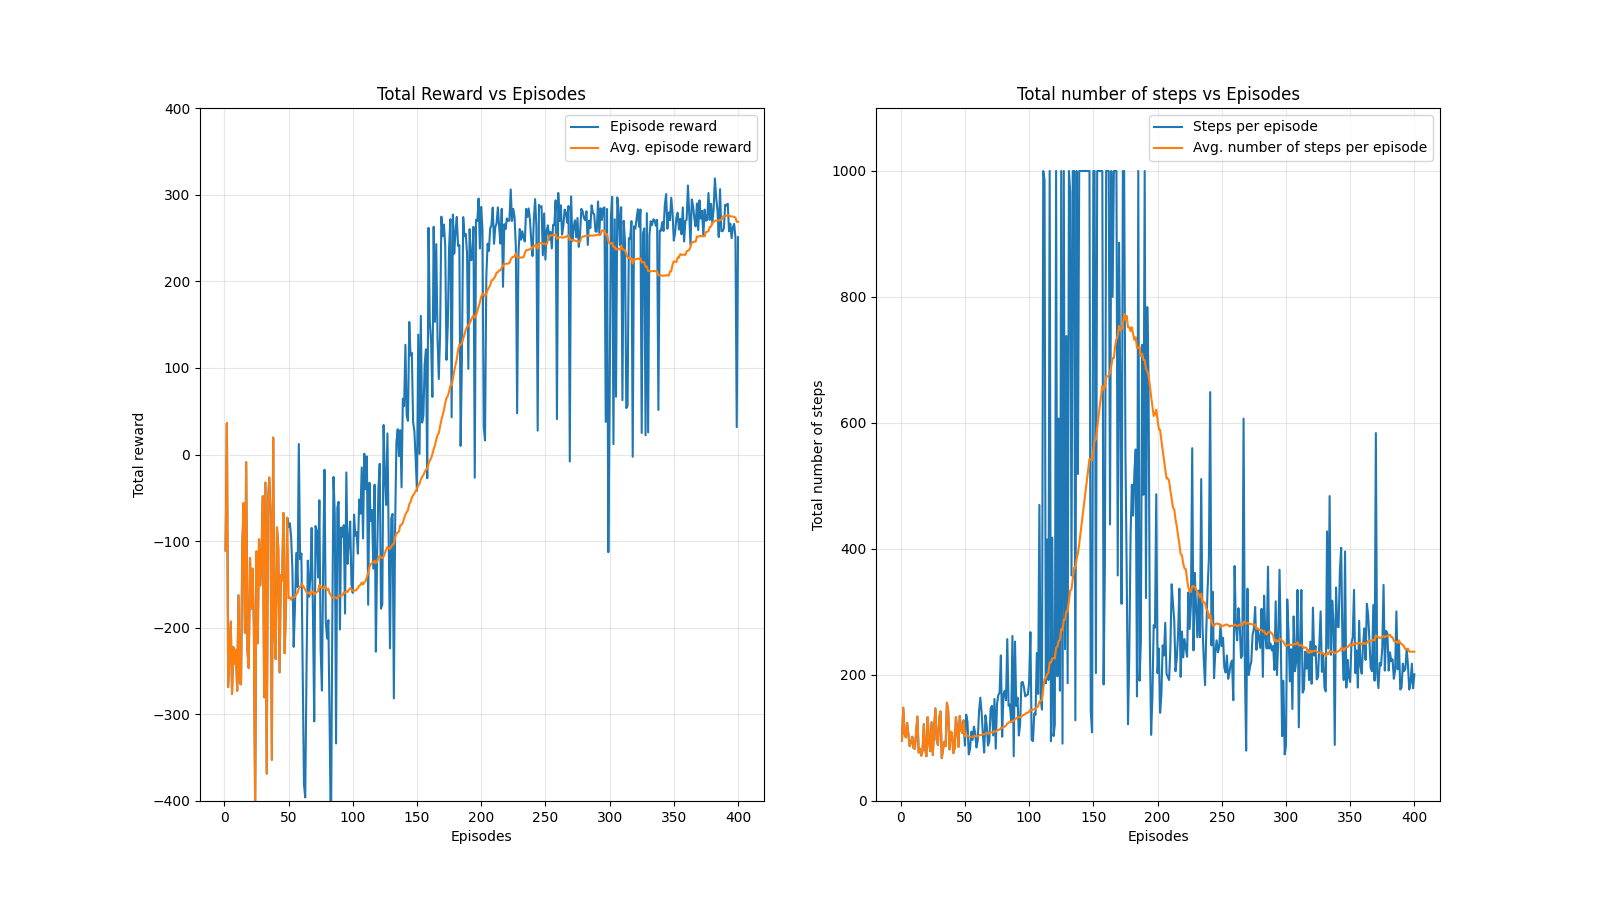 Total Reward vs Episodes
Episode reward
Avg. episode reward
400
300
200
100
0
−100
−200
−300
−400
Total reward
0 50 100 150 200 250 300 350 400
Episodes
Total number of steps vs Episodes
Steps per episode
Avg. number of steps per episode
1000
800
600
400
200
0
Total number of steps
0 50 100 150 200 250 300 350 400
Episodes